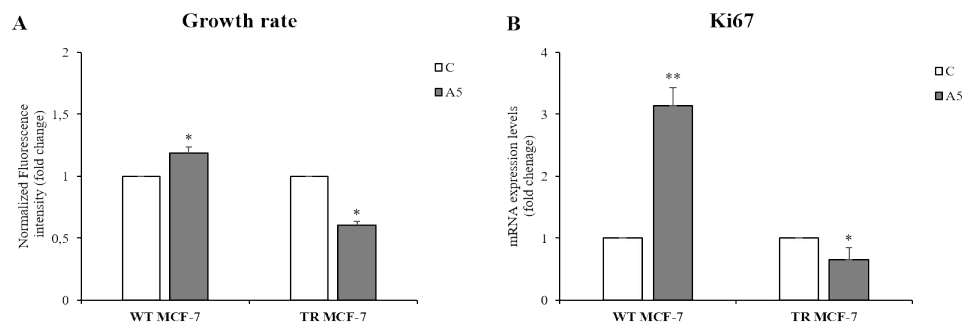 A
Growth rate
Normalized Fluorescence
intensity (fold change)
2
1,5
1
0,5
0
*
*
WT MCF-7
TR MCF-7
C
A5
B
Ki67
mRNA expression levels
(fold chenage)
4
3
2
1
0
**
*
WT MCF-7
TR MCF-7
C
A5